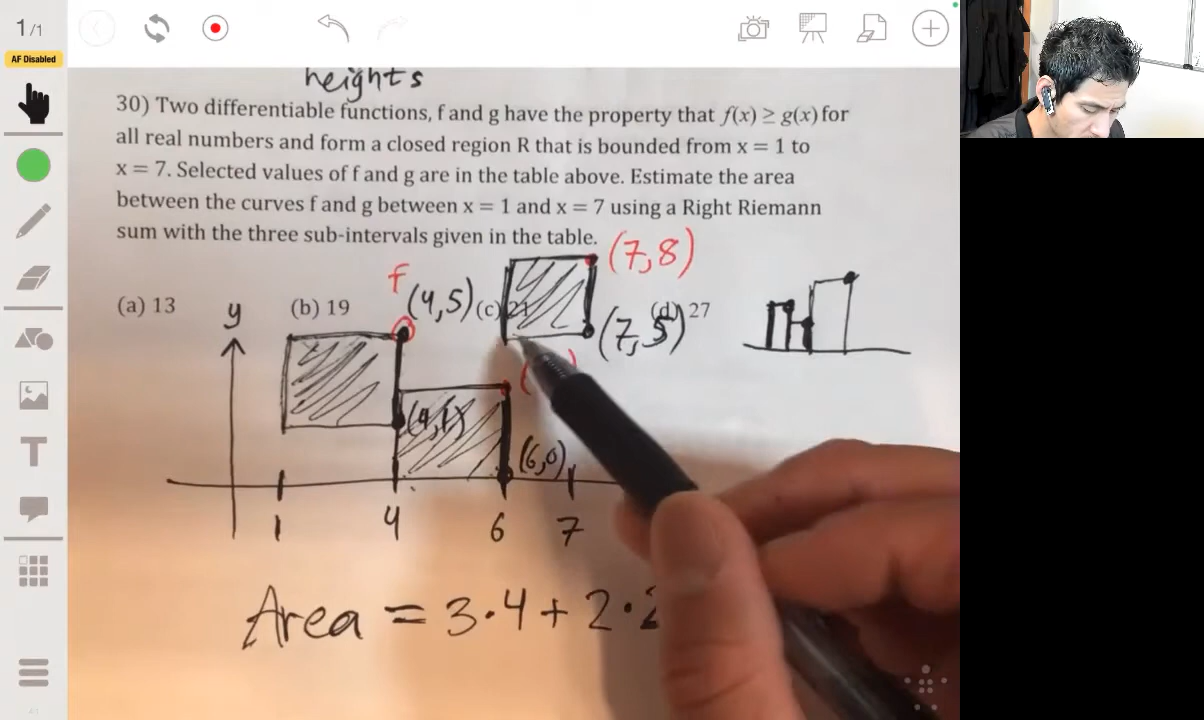 1/1
AF Disabled
heights
30) Two differentiable functions, f and g have the property that f(x) ≥ g(x) for
all real numbers and form a closed region R that is bounded from x = 1 to
x = 7. Selected values of f and g are in the table above. Estimate the area
between the curves f and g between x = 1 and x = 7 using a Right Riemann
sum with the three sub-intervals given in the table.
(7,8)
f
(4,5)
(a) 13
(b) 19
(c) 21
(d) 27
y
(7,5)
(4,1)
(6,0)
1
4
6
7
Area = 3·4 + 2·2
T